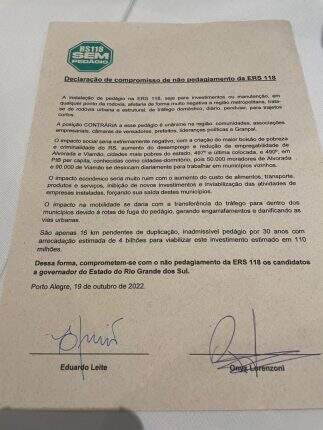 RS118
SEM
PEDÁGIO
Declaração de compromisso de não pedagiamento da ERS 118
A instalação de pedágio na ERS 118, seja para investimentos ou manutenção, em
qualquer ponto da rodovia, afetaria de forma muito negativa a região metropolitana, trata-
se de rodovia urbana e estrutural, de tráfego doméstico, diário, pendular, para trajetos
curtos.
A posição CONTRÁRIA a esse pedágio é unânime na região: comunidades, associações
empresariais, câmaras de vereadores, prefeitos, lideranças políticas e Granpal.
O impacto social seria extremamente negativo, com a criação do maior bolsão de pobreza
e criminalidade do RS, aumento do desemprego e redução de empregabilidade de
Alvorada e Viamão, cidades mais pobres do estado, 497ª e última colocada, e 490ª, em
PIB per capita, conhecidas como cidades-dormitório, pois 50.000 moradores de Alvorada
e 90.000 de Viamão se deslocam diariamente para trabalhar em municípios vizinhos.
O impacto econômico seria muito ruim com o aumento do custo de alimentos, transporte,
produtos e serviços, inibição de novos investimentos e inviabilização das atividades de
empresas instaladas, forçando sua saída destes municípios.
O impacto na mobilidade se daria com a transferência do tráfego para dentro dos
municípios devido à rotas de fuga do pedágio, gerando engarrafamentos e danificando as
vias urbanas.
São apenas 16 km pendentes de duplicação, inadmissível pedágio por 30 anos com
arrecadação estimada de 4 bilhões para viabilizar este investimento estimado em 110
milhões.
Dessa forma, comprometem-se com o não pedagiamento da ERS 118 os candidatos
a governador do Estado do Rio Grande dos Sul.
Porto Alegre, 19 de outubro de 2022.
Eduardo Leite
Onyx Lorenzoni